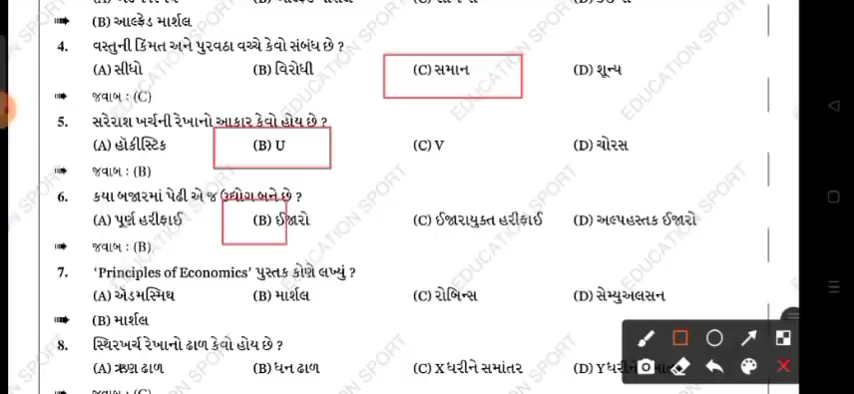 (B) આલ્ફ્રેડ માર્શલ
4. વસ્તુની કિંમત અને પુરવઠા વચ્ચે કેવો સંબંધ છે ?
(A) સીધો (B) વિરોધી (C) સમાન (D) શૂન્ય
જવાબ : (C)
5. સરેરાશ ખર્ચની રેખાનો આકાર કેવો હોય છે ?
(A) હૉકીસ્ટિક (B) U (C) V (D) ચોરસ
જવાબ : (B)
6. કયા બજારમાં પેઢી એ જ ઉદ્યોગ બને છે ?
(A) પૂર્ણ હરીફાઈ (B) ઈજારો (C) ઈજારાયુક્ત હરીફાઈ (D) અલ્પહસ્તક ઈજારો
જવાબ : (B)
7. 'Principles of Economics' પુસ્તક કોણે લખ્યું ?
(A) એડમસ્મિથ (B) માર્શલ (C) રોબિન્સ (D) સેમ્યુઅલસન
(B) માર્શલ
8. સ્થિરખર્ચ રેખાનો ઢાળ કેવો હોય છે ?
(A) ઋણ ઢાળ (B) ધન ઢાળ (C) X ધરીને સમાંતર (D) Y
EDUCATION SPORT